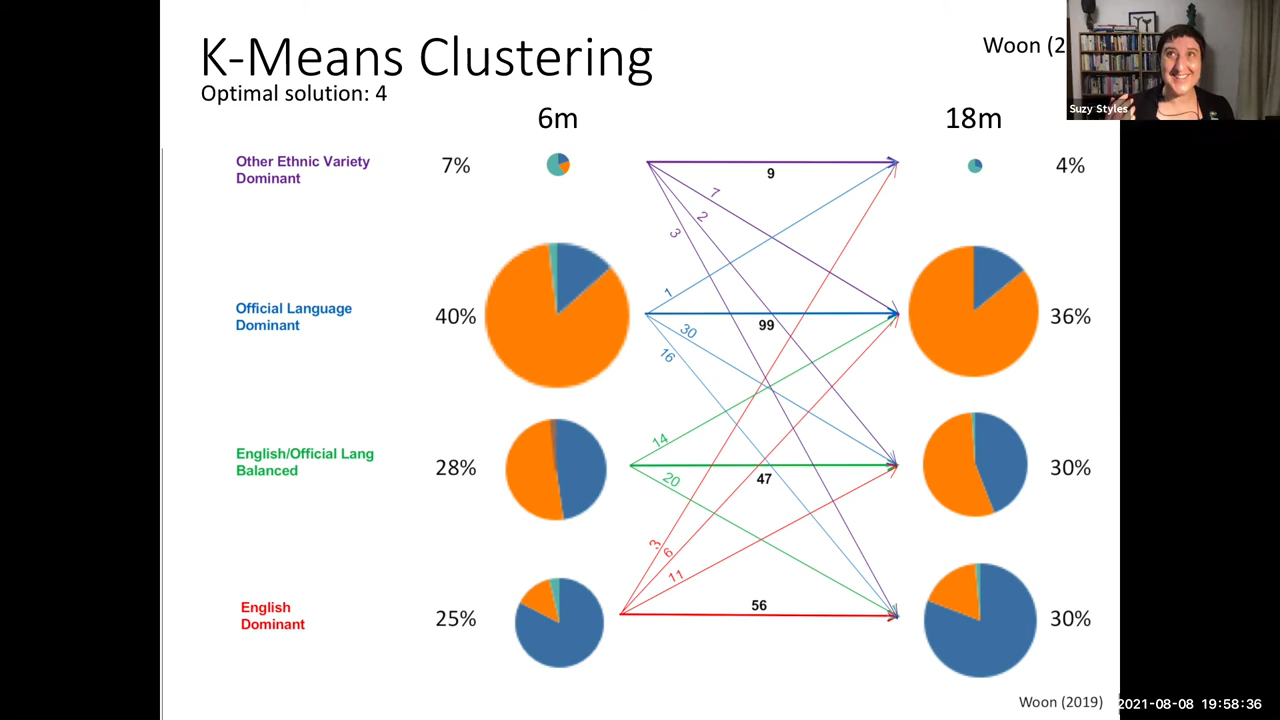 K-Means Clustering
Woon (2
Optimal solution: 4
Suzy Styles
6m
18m
Other Ethnic Variety
Dominant
7%
9
4%
7
2
3
Official Language
Dominant
40%
1
99
36%
30
16
English/Official Lang
Balanced
28%
14
47
30%
20
English
Dominant
25%
3
6
11
56
30%
Woon (2019)
2021-08-08 19:58:36